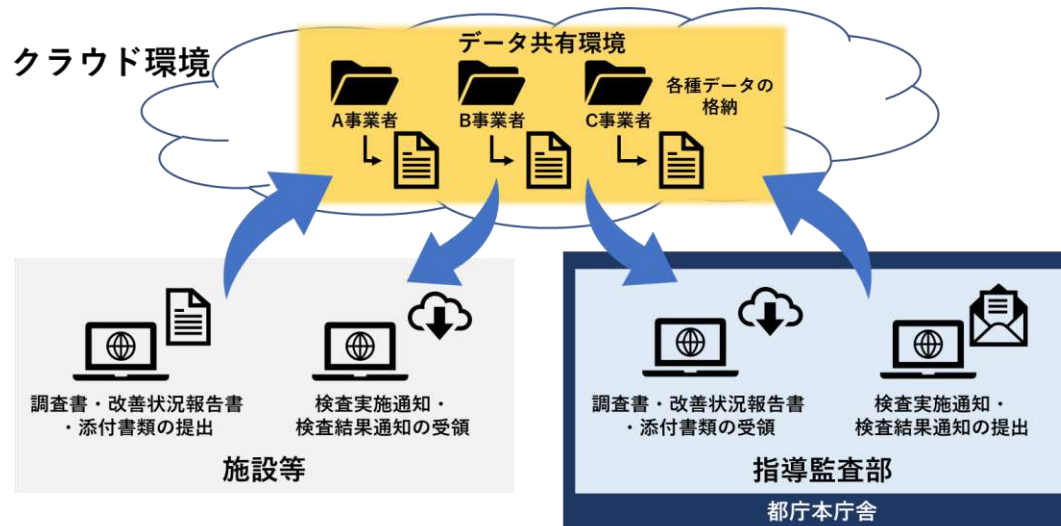 クラウド環境
データ共有環境
A事業者
B事業者
C事業者
各種データの
格納
調査書・改善状況報告書
・添付書類の提出
検査実施通知・
検査結果通知の受領
施設等
調査書・改善状況報告書
・添付書類の受領
検査実施通知・
検査結果通知の提出
指導監査部
都庁本庁舎